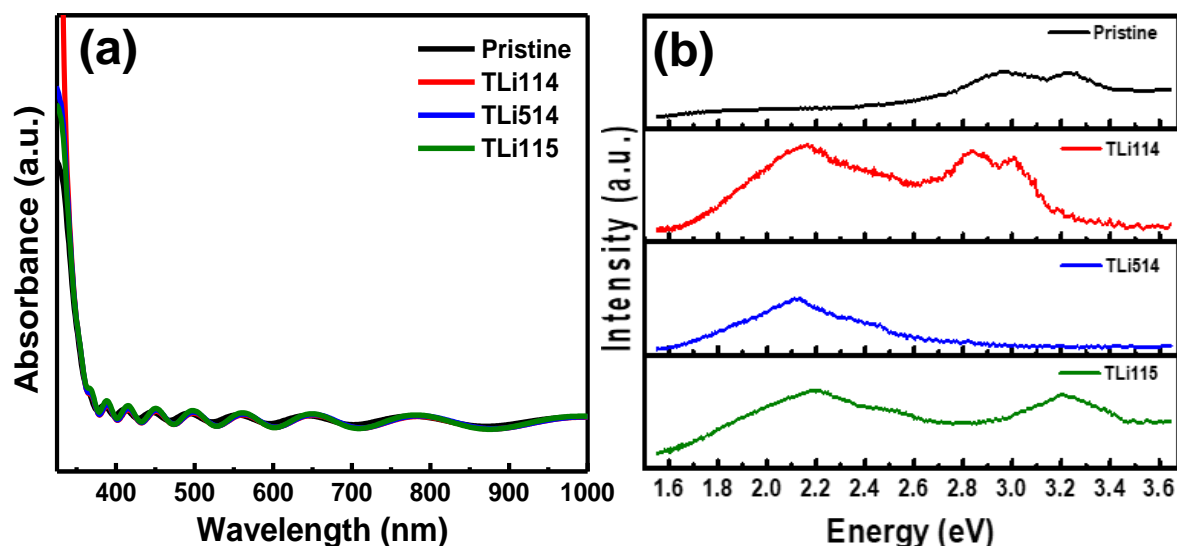 (a)
Pristine
TLi114
TLi514
TLi115
Absorbance (a.u.)
400 500 600 700 800 900 1000
Wavelength (nm)
(b)
Pristine
TLi114
TLi514
TLi115
Intensity (a.u.)
1.6 1.8 2.0 2.2 2.4 2.6 2.8 3.0 3.2 3.4 3.6
Energy (eV)